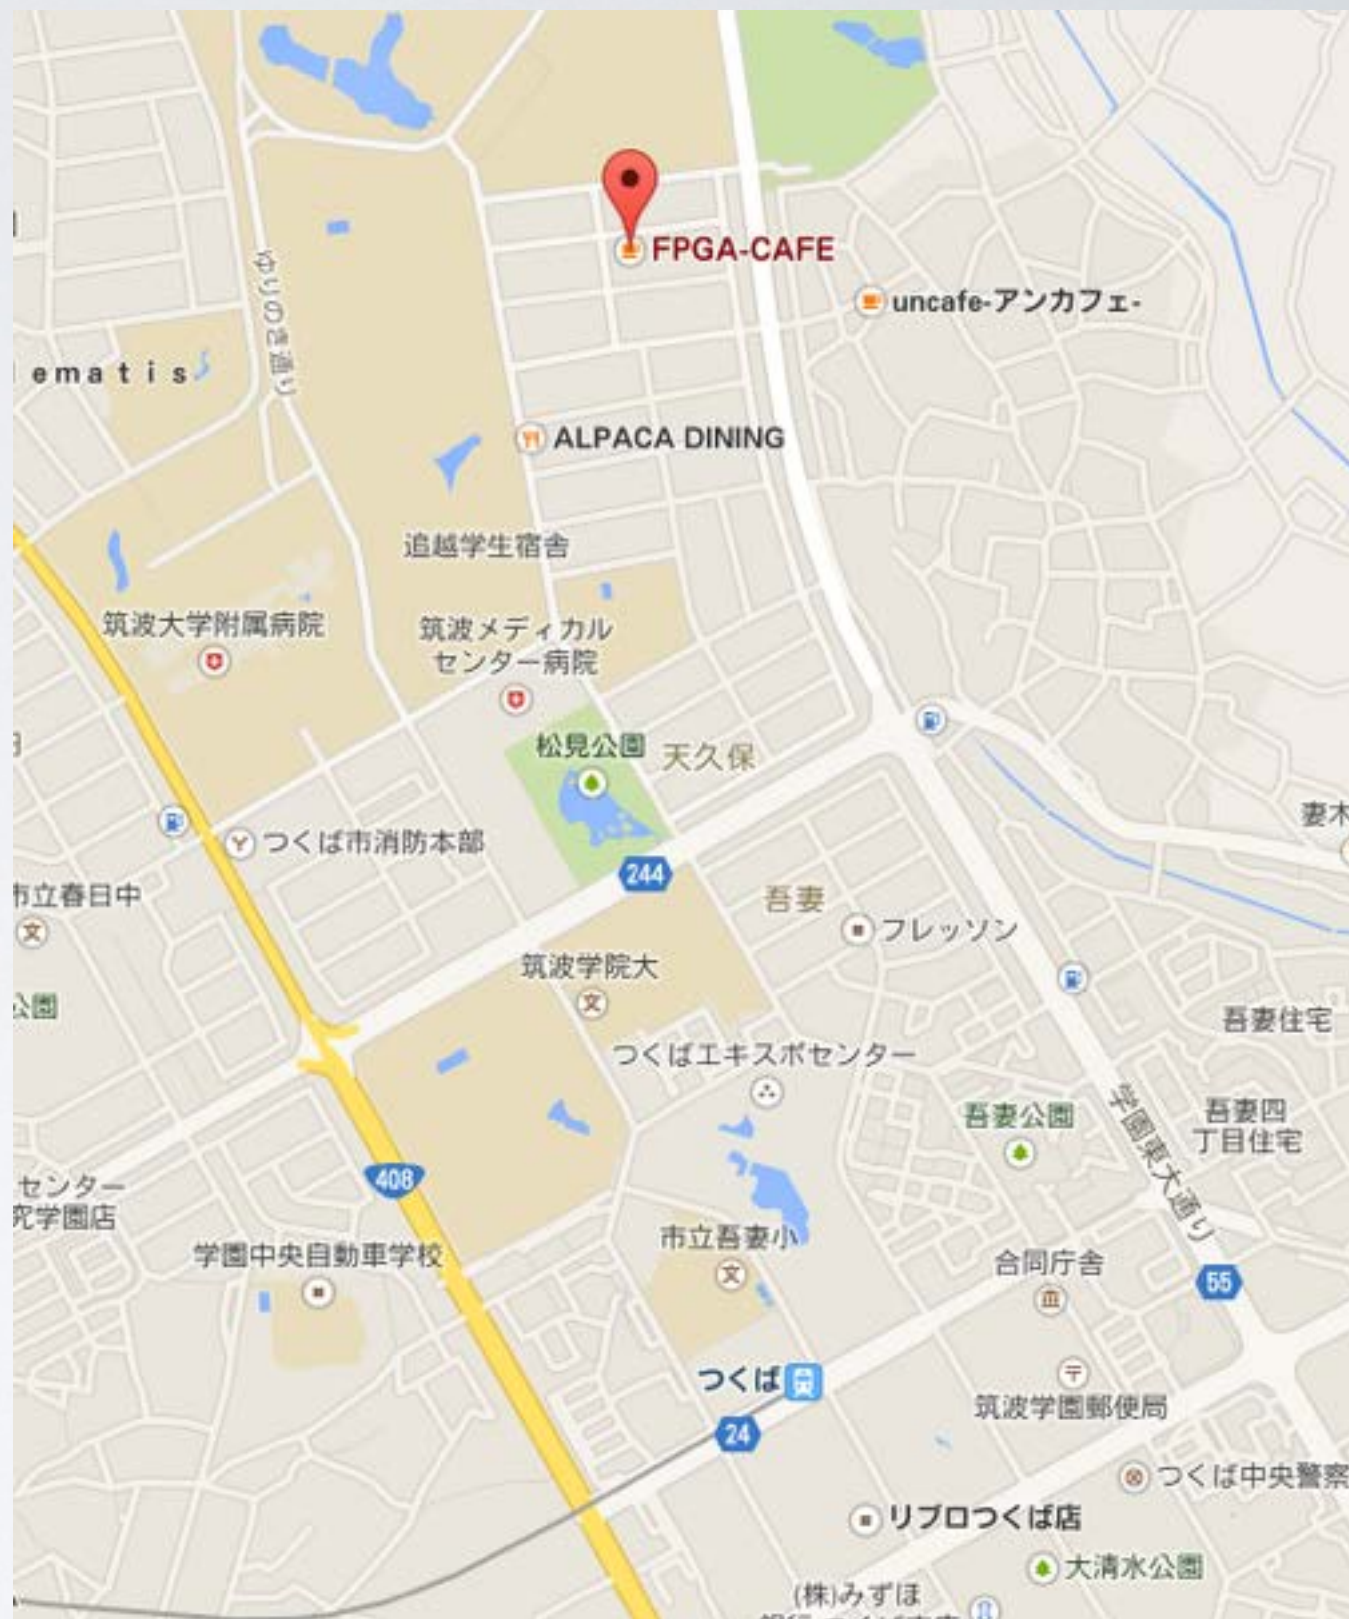 FPGA-CAFE
uncafe-アンカフェ-
ゆりのき通り
ematis
ALPACA DINING
追越学生宿舎
筑波大学附属病院
筑波メディカル
センター病院
松見公園
天久保
妻木
つくば市消防本部
244
市立春日中
吾妻
フレッソン
筑波学院大
公園
吾妻住宅
つくばエキスポセンター
学園東大通り
吾妻公園
吾妻四
丁目住宅
408
センター
究学園店
市立吾妻小
学園中央自動車学校
合同庁舎
55
つくば
筑波学園郵便局
24
つくば中央警察
リブロつくば店
大清水公園
(株)みずほ